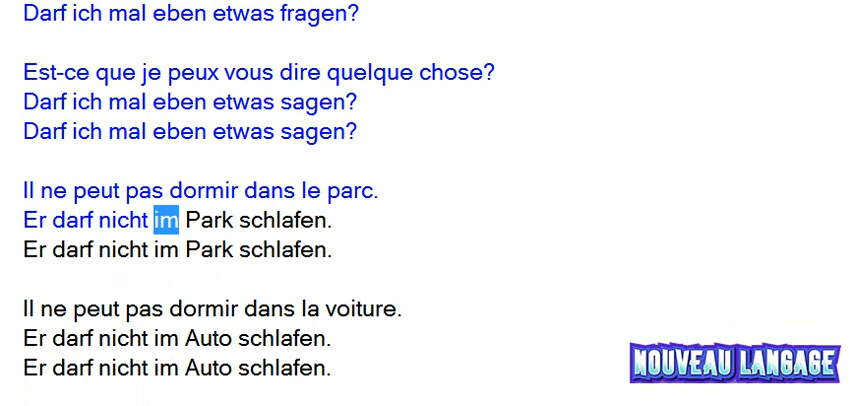 Darf ich mal eben etwas fragen?
Est-ce que je peux vous dire quelque chose?
Darf ich mal eben etwas sagen?
Darf ich mal eben etwas sagen?
Il ne peut pas dormir dans le parc.
Er darf nicht im Park schlafen.
Er darf nicht im Park schlafen.
Il ne peut pas dormir dans la voiture.
Er darf nicht im Auto schlafen.
Er darf nicht im Auto schlafen.
NOUVEAU LANGAGE